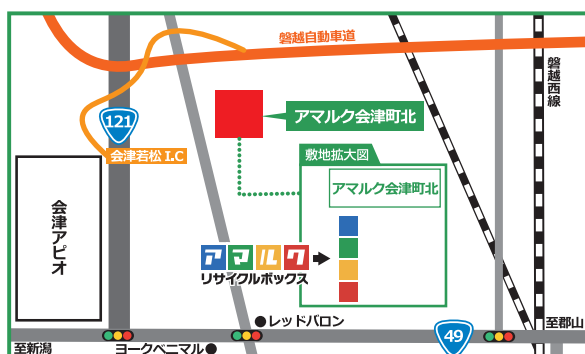 磐越自動車道
磐越西線
121
アマルク会津町北
会津若松 I.C
敷地拡大図
アマルク会津町北
会津アピオ
アマルク
リサイクルボックス
レッドバロン
49
至郡山
至新潟
ヨークベニマル